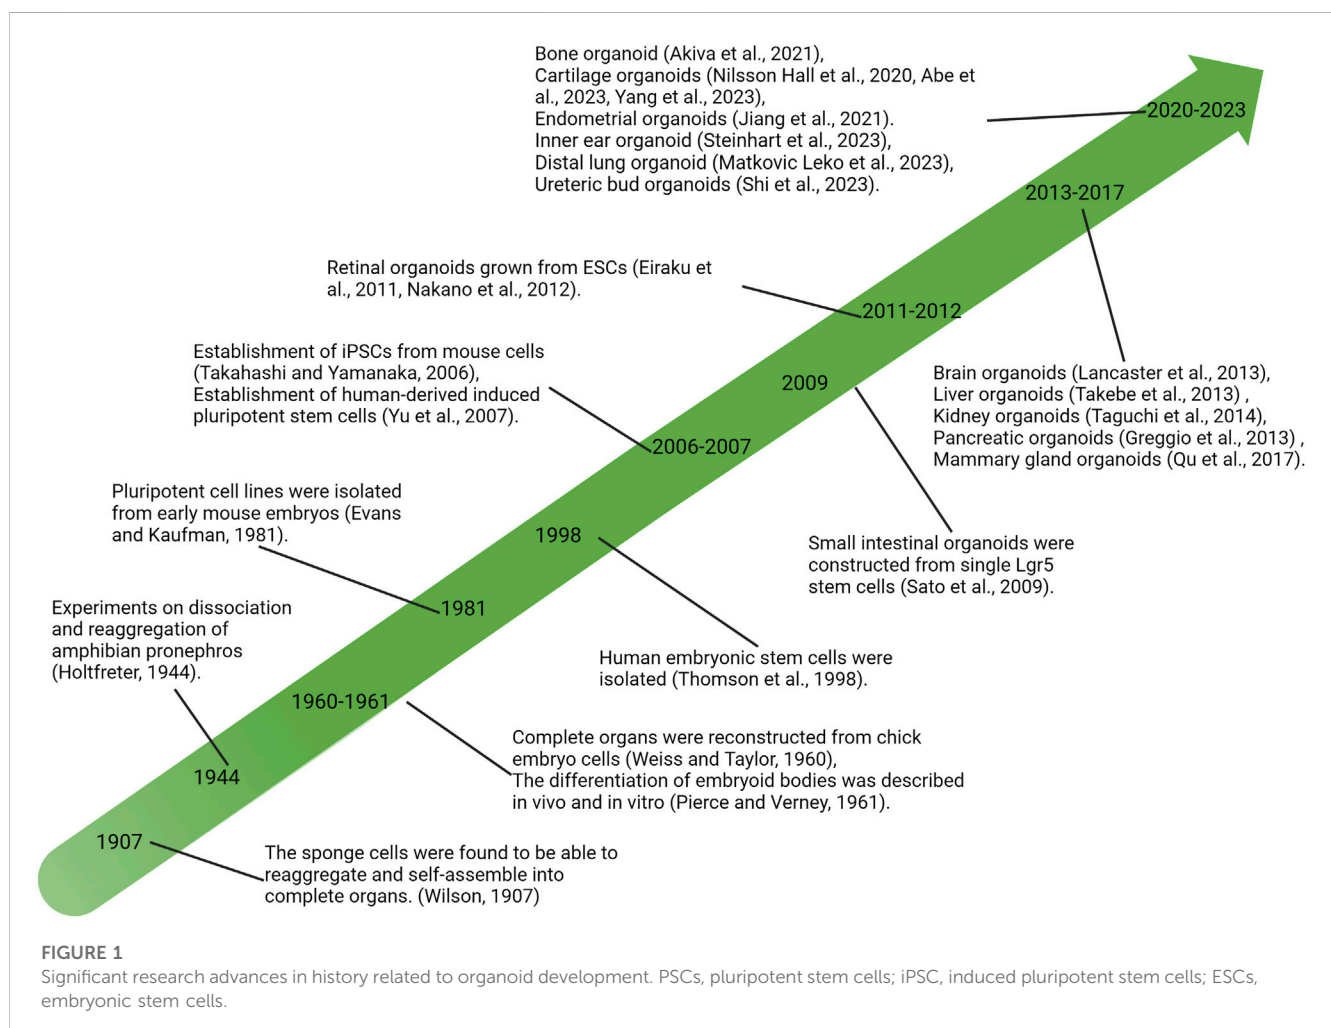 Bone organoid (Akiva et al., 2021),
Cartilage organoids (Nilsson Hall et al., 2020, Abe et
al., 2023, Yang et al., 2023),
Endometrial organoids (Jiang et al., 2021).
Inner ear organoid (Steinhart et al., 2023),
Distal lung organoid (Matkovic Leko et al., 2023),
Ureteric bud organoids (Shi et al., 2023).
2020-2023
2013-2017
Retinal organoids grown from ESCs (Eiraku et
al., 2011, Nakano et al., 2012).
2011-2012
Establishment of iPSCs from mouse cells
(Takahashi and Yamanaka, 2006),
Establishment of human-derived induced
pluripotent stem cells (Yu et al., 2007).
2009
Brain organoids (Lancaster et al., 2013),
Liver organoids (Takebe et al., 2013) ,
Kidney organoids (Taguchi et al., 2014),
Pancreatic organoids (Greggio et al., 2013) ,
Mammary gland organoids (Qu et al., 2017).
2006-2007
Pluripotent cell lines were isolated
from early mouse embryos (Evans
and Kaufman, 1981).
1998
Small intestinal organoids were
constructed from single Lgr5
stem cells (Sato et al., 2009).
Experiments on dissociation
and reaggregation of
amphibian pronephros
(Holtfreter, 1944).
1981
Human embryonic stem cells were
isolated (Thomson et al., 1998).
1960-1961
Complete organs were reconstructed from chick
embryo cells (Weiss and Taylor, 1960),
The differentiation of embryoid bodies was described
in vivo and in vitro (Pierce and Verney, 1961).
1944
1907
The sponge cells were found to be able to
reaggregate and self-assemble into
complete organs. (Wilson, 1907)
FIGURE 1
Significant research advances in history related to organoid development. PSCs, pluripotent stem cells; iPSC, induced pluripotent stem cells; ESCs,
embryonic stem cells.